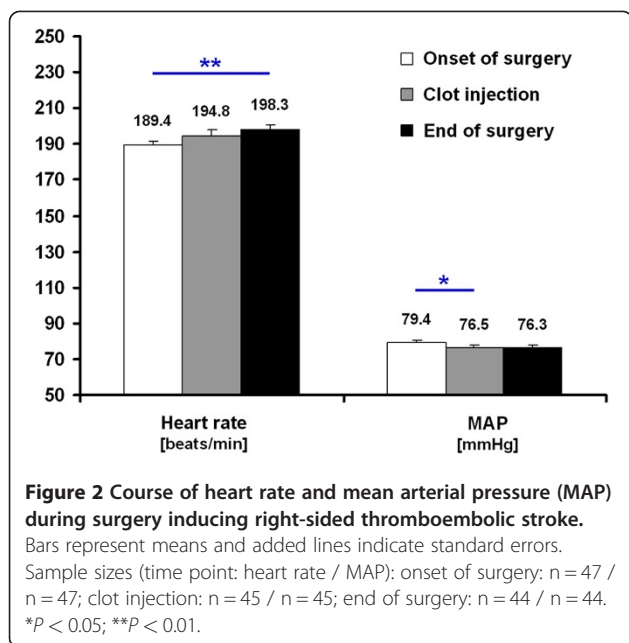 250
230
210
190
170
150
130
110
90
70
50
**
189.4
194.8
198.3
Onset of surgery
Clot injection
End of surgery
*
79.4
76.5
76.3
Heart rate
[beats/min]
MAP
[mmHg]
Figure 2 Course of heart rate and mean arterial pressure (MAP)
during surgery inducing right-sided thromboembolic stroke.
Bars represent means and added lines indicate standard errors.
Sample sizes (time point: heart rate / MAP): onset of surgery: n = 47 /
n = 47; clot injection: n = 45 / n = 45; end of surgery: n = 44 / n = 44.
*P < 0.05; **P < 0.01.